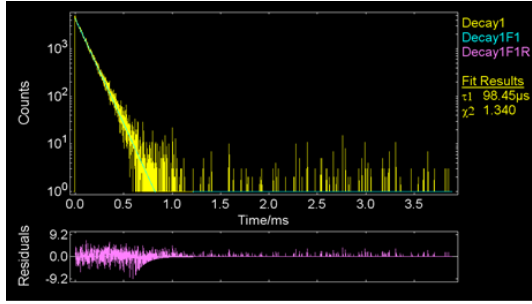 Decay1
Decay1F1
Decay1F1R
Fit Results
τ1 98.45µs
χ2 1.340
Counts
10³
10²
10¹
10⁰
0.0 0.5 1.0 1.5 2.0 2.5 3.0 3.5
Time/ms
Residuals
9.2
0.0
-9.2